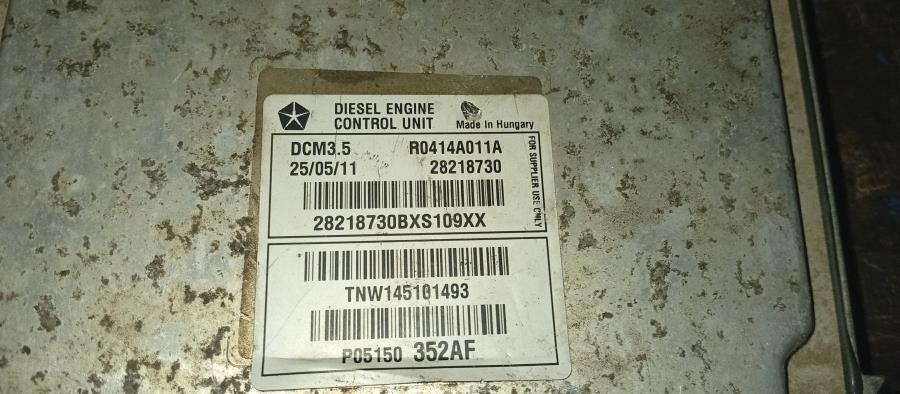 DIESEL ENGINE
CONTROL UNIT
Made In Hungary
DCM3.5 R0414A011A
25/05/11 28218730
28218730BXS109XX
FOR SUPPLIER USE ONLY
TNW145101493
P05150 352AF